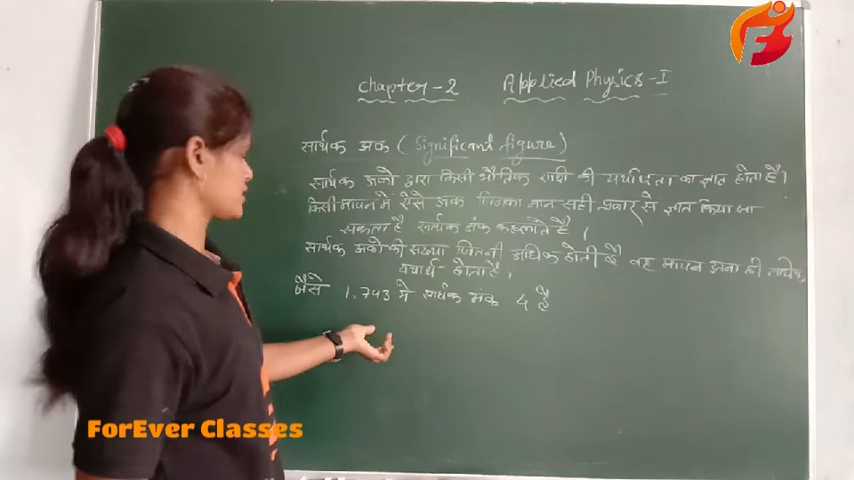 Chapter-2 Applied Physics-I
सार्थक अंक (Significant figure)
सार्थक अंको द्वारा किसी भौतिक राशी की यर्थाथता का ज्ञात होता है।
किसी मापन मे ऐसे अंक जिनका मान सही प्रकार से ज्ञात किया जा
सकता है सार्थक अंक कहलाते है,
सार्थक अंको की संख्या जितनी अधिक होती है वह मापन उतना ही
यथार्थ होता है,
जैसे 1.743 मे सार्थक अंक 4 है
ForEver Classes